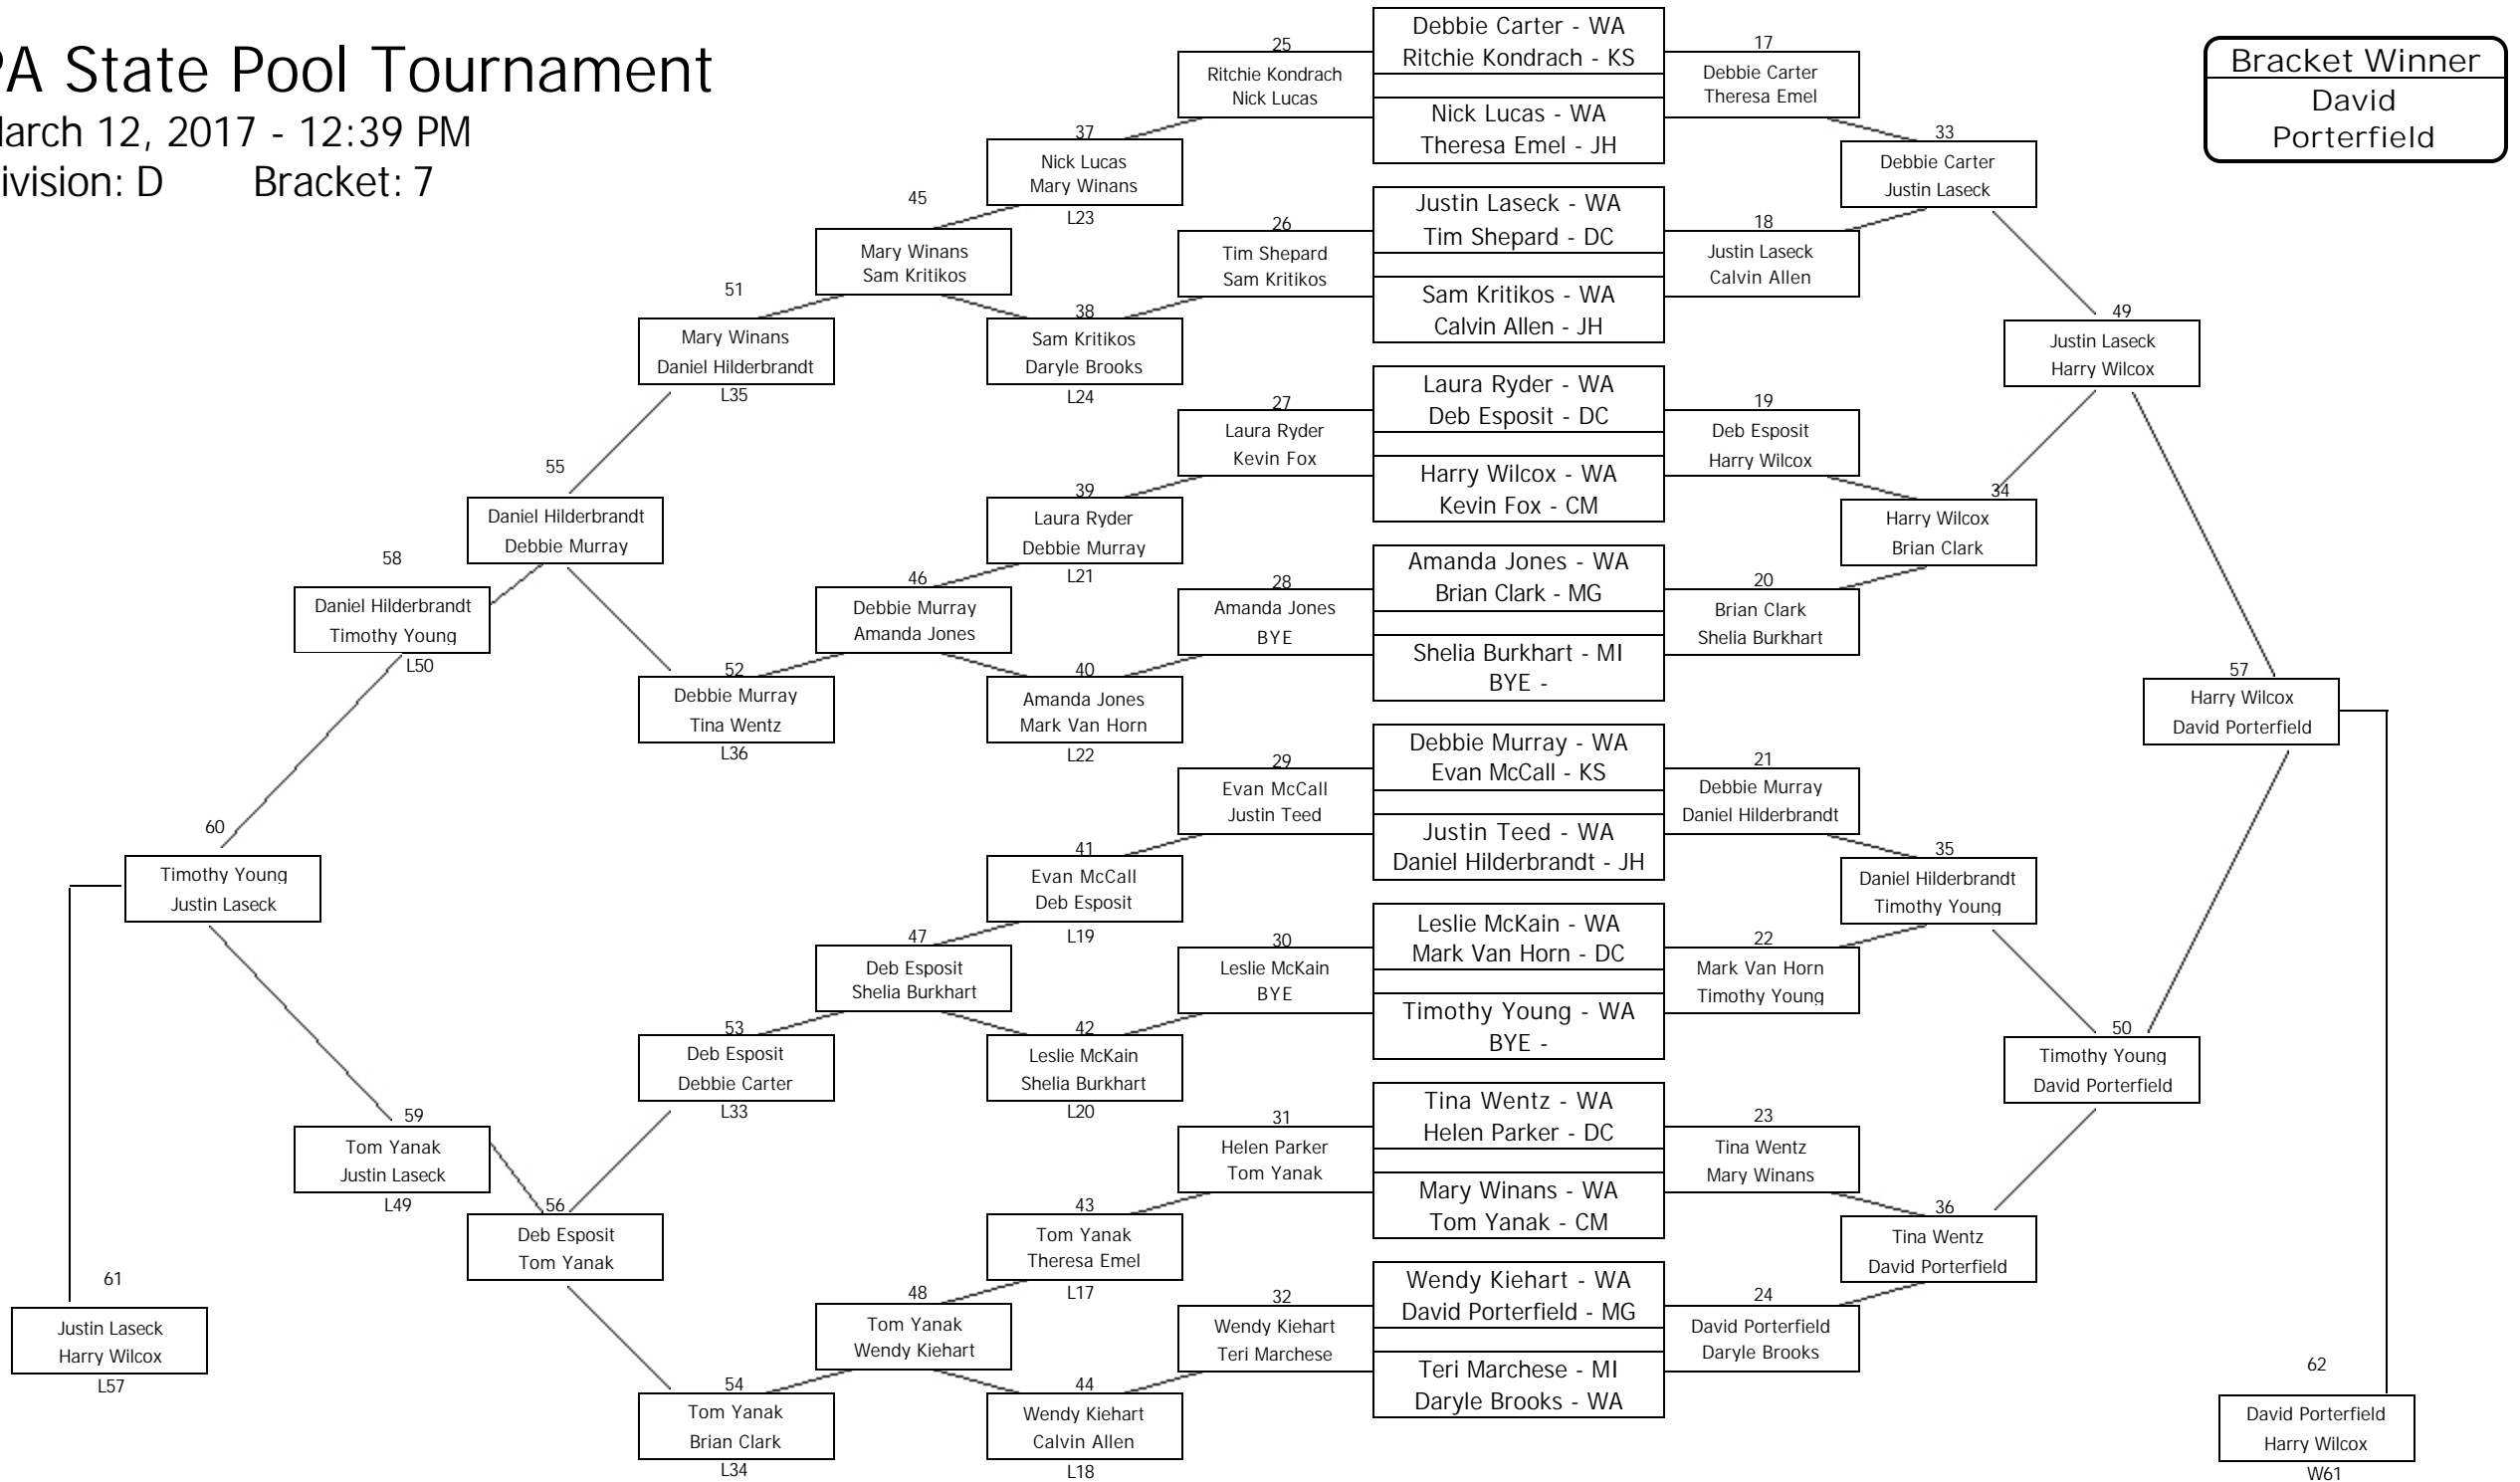 PA State Pool Tournament
March 12, 2017 - 12:39 PM
Division: D Bracket: 7
Bracket Winner
David
Porterfield
61
Justin Laseck
Harry Wilcox
L57
60
Timothy Young
Justin Laseck
58
Daniel Hilderbrandt
Timothy Young
L50
59
Tom Yanak
Justin Laseck
L49
55
Daniel Hilderbrandt
Debbie Murray
56
Deb Esposit
Tom Yanak
51
Mary Winans
Daniel Hilderbrandt
L35
52
Debbie Murray
Tina Wentz
L36
53
Deb Esposit
Debbie Carter
L33
54
Tom Yanak
Brian Clark
L34
45
Mary Winans
Sam Kritikos
46
Debbie Murray
Amanda Jones
47
Deb Esposit
Shelia Burkhart
48
Tom Yanak
Wendy Kiehart
37
Nick Lucas
Mary Winans
L23
38
Sam Kritikos
Daryle Brooks
L24
39
Laura Ryder
Debbie Murray
L21
40
Amanda Jones
Mark Van Horn
L22
41
Evan McCall
Deb Esposit
L19
42
Leslie McKain
Shelia Burkhart
L20
43
Tom Yanak
Theresa Emel
L17
44
Wendy Kiehart
Calvin Allen
L18
25
Ritchie Kondrach
Nick Lucas
26
Tim Shepard
Sam Kritikos
27
Laura Ryder
Kevin Fox
28
Amanda Jones
BYE
29
Evan McCall
Justin Teed
30
Leslie McKain
BYE
31
Helen Parker
Tom Yanak
32
Wendy Kiehart
Teri Marchese
Debbie Carter - WA
Ritchie Kondrach - KS
Nick Lucas - WA
Theresa Emel - JH
Justin Laseck - WA
Tim Shepard - DC
Sam Kritikos - WA
Calvin Allen - JH
Laura Ryder - WA
Deb Esposit - DC
Harry Wilcox - WA
Kevin Fox - CM
Amanda Jones - WA
Brian Clark - MG
Shelia Burkhart - MI
BYE -
Debbie Murray - WA
Evan McCall - KS
Justin Teed - WA
Daniel Hilderbrandt - JH
Leslie McKain - WA
Mark Van Horn - DC
Timothy Young - WA
BYE -
Tina Wentz - WA
Helen Parker - DC
Mary Winans - WA
Tom Yanak - CM
Wendy Kiehart - WA
David Porterfield - MG
Teri Marchese - MI
Daryle Brooks - WA
17
Debbie Carter
Theresa Emel
18
Justin Laseck
Calvin Allen
19
Deb Esposit
Harry Wilcox
20
Brian Clark
Shelia Burkhart
21
Debbie Murray
Daniel Hilderbrandt
22
Mark Van Horn
Timothy Young
23
Tina Wentz
Mary Winans
24
David Porterfield
Daryle Brooks
33
Debbie Carter
Justin Laseck
34
Harry Wilcox
Brian Clark
35
Daniel Hilderbrandt
Timothy Young
36
Tina Wentz
David Porterfield
49
Justin Laseck
Harry Wilcox
50
Timothy Young
David Porterfield
57
Harry Wilcox
David Porterfield
62
David Porterfield
Harry Wilcox
W61